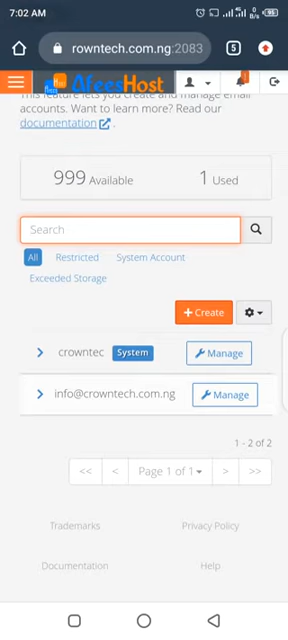 7:02 AM
rowntech.com.ng:2083
5
AfeesHost
This feature lets you create and manage email
accounts. Want to learn more? Read our
documentation .
999 Available
1 Used
Search
All
Restricted
System Account
Exceeded Storage
+ Create
crowntec
System
Manage
info@crowntech.com.ng
Manage
1 - 2 of 2
<<
<
Page 1 of 1
>
>>
Trademarks
Privacy Policy
Documentation
Help